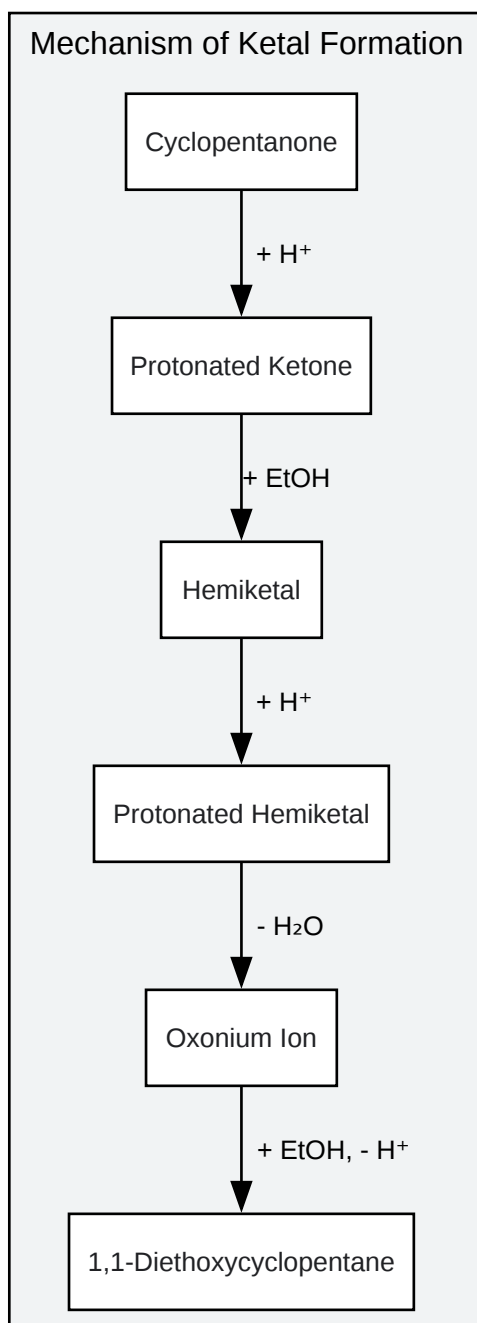 Mechanism of Ketal Formation
Cyclopentanone
+ H⁺
Protonated Ketone
+ EtOH
Hemiketal
+ H⁺
Protonated Hemiketal
- H₂O
Oxonium Ion
+ EtOH, - H⁺
1,1-Diethoxycyclopentane